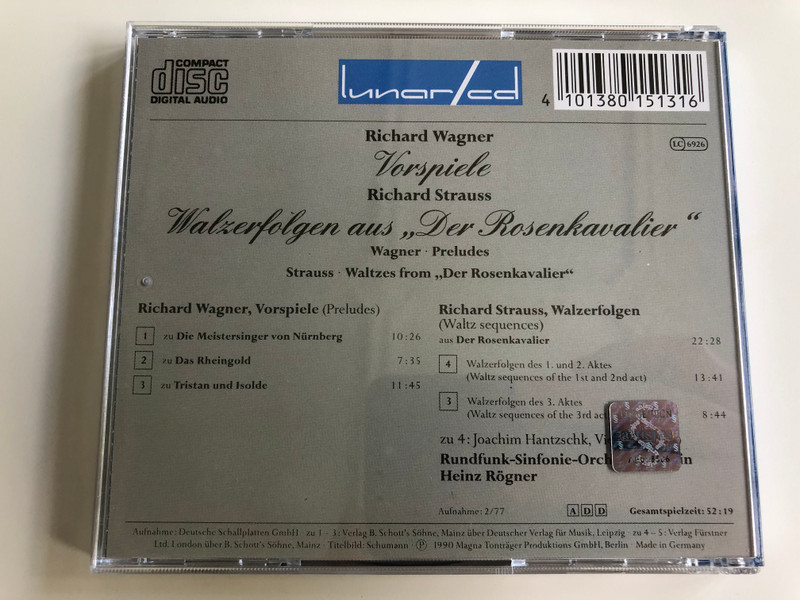 COMPACT
disc
DIGITAL AUDIO
lunar/cd
4 101380 151316
LC 6926
Richard Wagner
Vorspiele
Richard Strauss
Walzerfolgen aus „Der Rosenkavalier“
Wagner · Preludes
Strauss · Waltzes from „Der Rosenkavalier“
Richard Wagner, Vorspiele (Preludes)
1 zu Die Meistersinger von Nürnberg 10:26
2 zu Das Rheingold 7:35
3 zu Tristan und Isolde 11:45
Richard Strauss, Walzerfolgen
(Waltz sequences)
aus Der Rosenkavalier 22:28
4 Walzerfolgen des 1. und 2. Aktes
(Waltz sequences of the 1st and 2nd act) 13:41
3 Walzerfolgen des 3. Aktes
(Waltz sequences of the 3rd act 8:44
zu 4: Joachim Hantzschk,
Rundfunk-Sinfonie-Orch
Heinz Rögner
Aufnahme: 2/77 ADD Gesamtspielzeit: 52:19
Aufnahme: Deutsche Schallplatten GmbH · zu 1 - 3: Verlag B. Schott's Söhne, Mainz über Deutscher Verlag für Musik, Leipzig · zu 4 – 5: Verlag Fürstner
Ltd. London über B. Schott's Söhne, Mainz · Titelbild: Schumann · Ⓟ 1990 Magna Tonträger Produktions GmbH, Berlin · Made in Germany